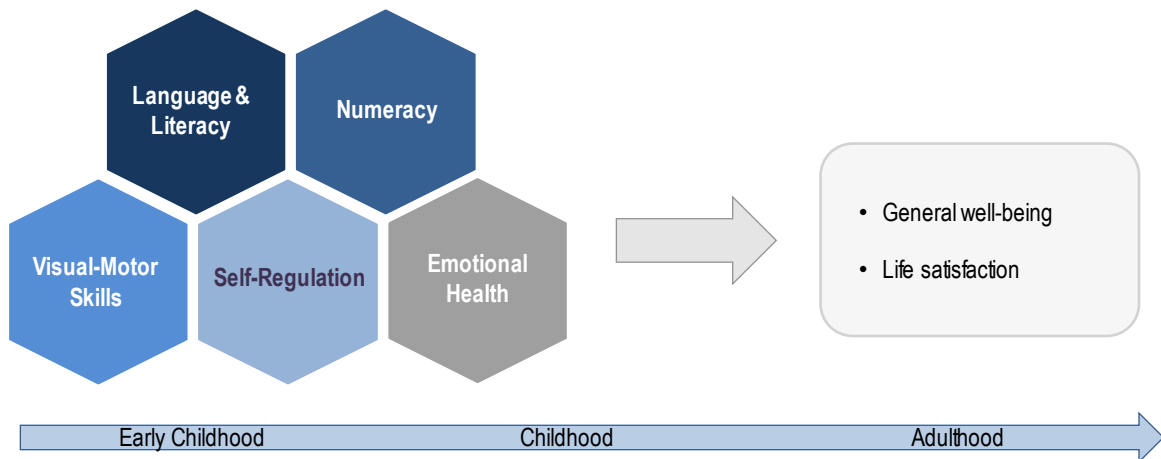 Language &
Literacy
Numeracy
Visual-Motor
Skills
Self-Regulation
Emotional
Health
• General well-being
• Life satisfaction
Early Childhood
Childhood
Adulthood